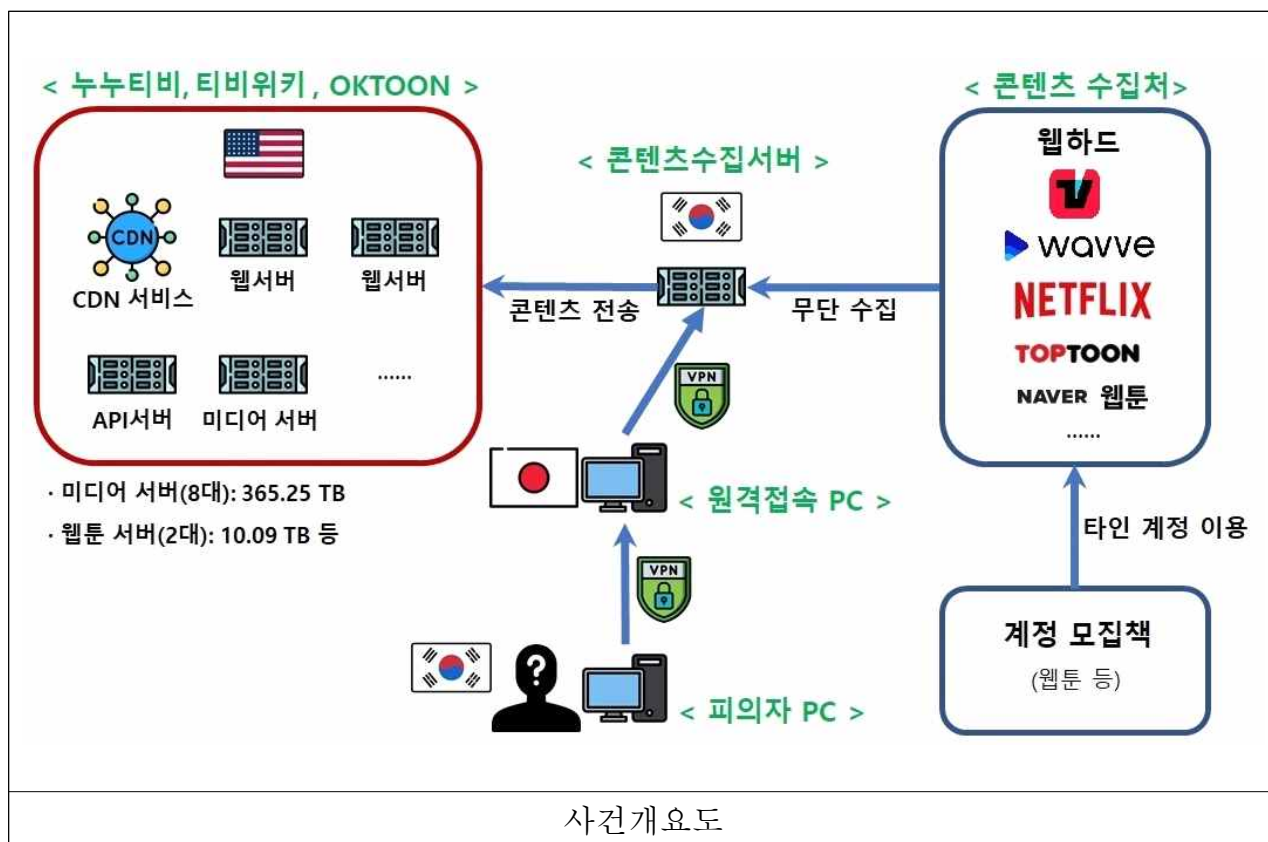 < 누누티비, 티비위키 , OKTOON >
CDN
CDN 서비스
웹서버
웹서버
API서버
미디어 서버
......
· 미디어 서버(8대): 365.25 TB
· 웹툰 서버(2대): 10.09 TB 등
< 콘텐츠수집서버 >
콘텐츠 전송
무단 수집
VPN
< 원격접속 PC >
VPN
?
< 피의자 PC >
< 콘텐츠 수집처>
웹하드
wavve
NETFLIX
TOPTOON
NAVER 웹툰
......
타인 계정 이용
계정 모집책
(웹툰 등)
사건개요도